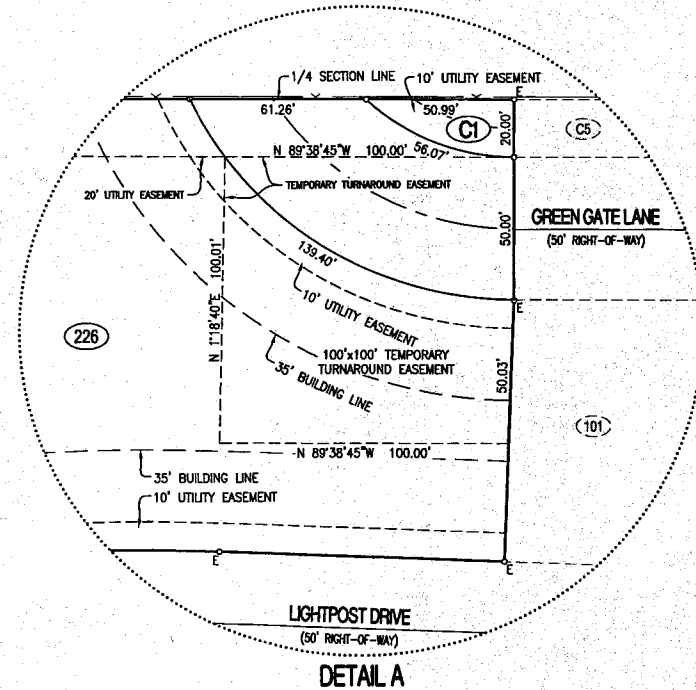 1/4 SECTION LINE
10' UTILITY EASEMENT
E
61.26'
50.99'
C1
20.00'
C5
N 89°38'45"W 100.00'
56.07'
20' UTILITY EASEMENT
TEMPORARY TURNAROUND EASEMENT
50.00'
GREEN GATE LANE
(50' RIGHT-OF-WAY)
139.40'
N 1°18'40"E 100.01'
10' UTILITY EASEMENT
E
226
100'x100' TEMPORARY
TURNAROUND EASEMENT
35' BUILDING LINE
50.03'
101
N 89°38'45"W 100.00'
35' BUILDING LINE
10' UTILITY EASEMENT
E
E
LIGHTPOST DRIVE
(50' RIGHT-OF-WAY)
DETAIL A